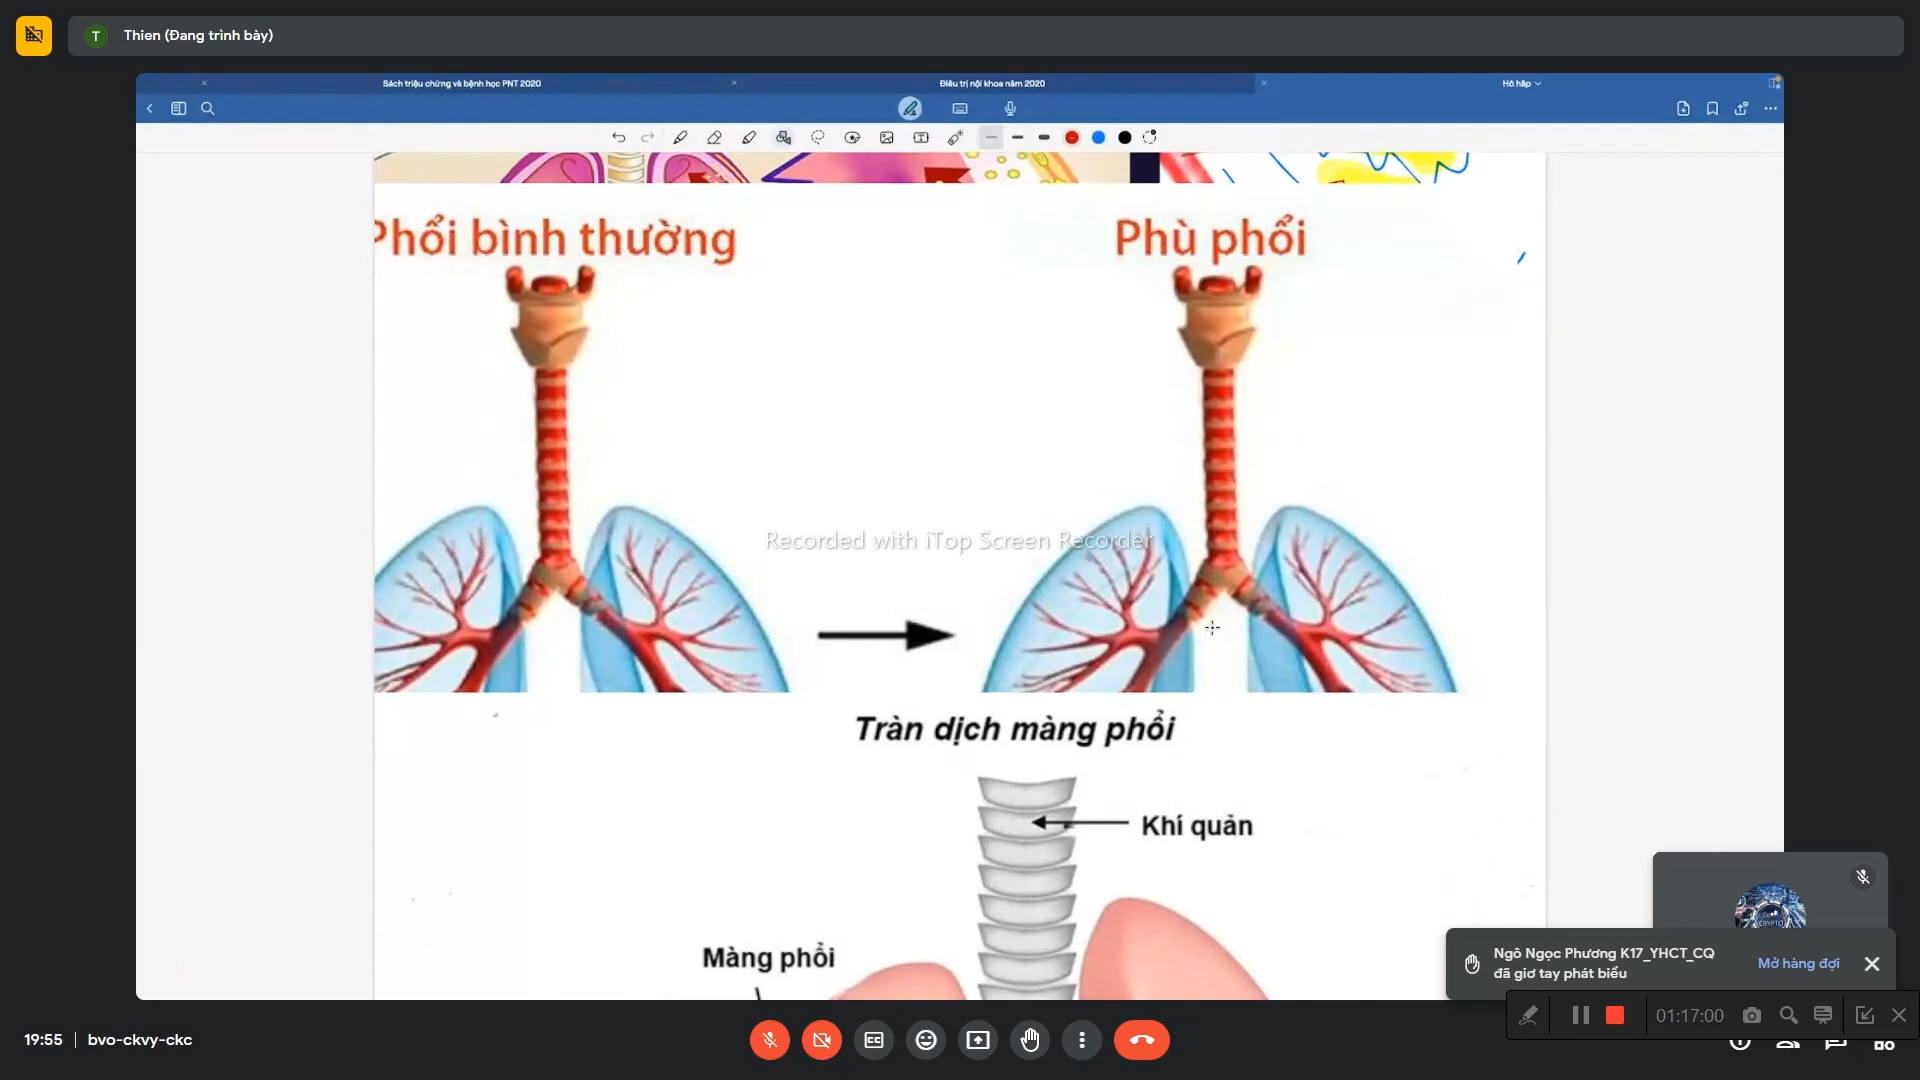 T Thien (Đang trình bày)
Sách triệu chứng và bệnh học PNT 2020
Điều trị nội khoa năm 2020
Hô hấp
Phổi bình thường
Phù phổi
Recorded with iTop Screen Recorder
Tràn dịch màng phổi
Khí quản
Màng phổi
Ngô Ngọc Phương K17_YHCT_CQ
đã giơ tay phát biểu
Mở hàng đợi
01:17:00
19:55 | bvo-ckvy-ckc